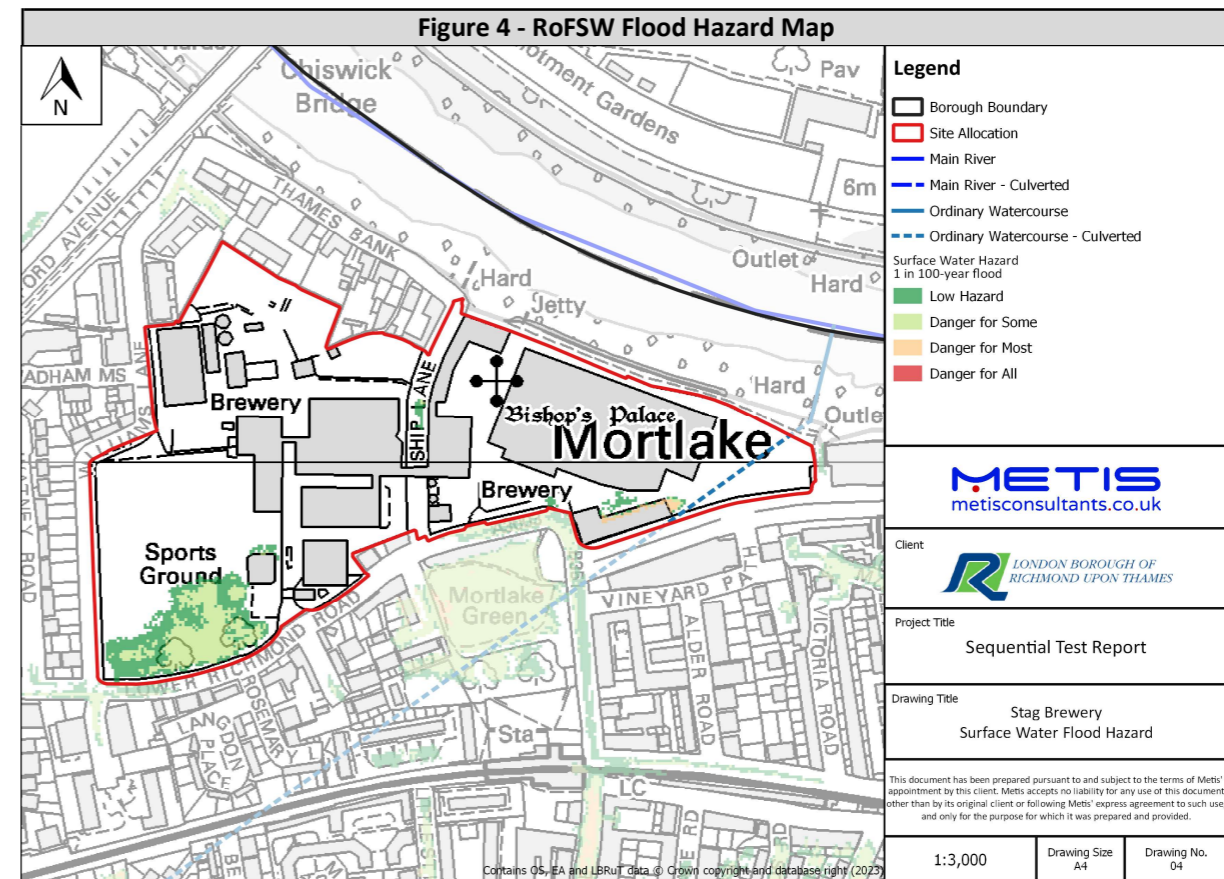 Figure 4 - RoFSW Flood Hazard Map
N
Chiswick
Bridge
Pav
Gardens
6m
AVENUE
THAMES BANK
Outlet
Hard
Hard
Jetty
SHIP LANE
Hard
Brewery
Bishop's Palace
Mortlake
Brewery
Sports
Ground
Mortlake
Green
VINEYARD
ALDER ROAD
VICTORIA ROAD
LOWER RICHMOND ROAD
ROSEMARY
PLACE
Sta
LC
Contains OS, EA and LBRuT data © Crown copyright and database right (2023)
Legend
Borough Boundary
Site Allocation
Main River
Main River - Culverted
Ordinary Watercourse
Ordinary Watercourse - Culverted
Surface Water Hazard
1 in 100-year flood
Low Hazard
Danger for Some
Danger for Most
Danger for All
METIS
metisconsultants.co.uk
Client
LONDON BOROUGH OF
RICHMOND UPON THAMES
Project Title
Sequential Test Report
Drawing Title
Stag Brewery
Surface Water Flood Hazard
This document has been prepared pursuant to and subject to the terms of Metis'
appointment by this client. Metis accepts no liability for any use of this document
other than by its original client or following Metis' express agreement to such use,
and only for the purpose for which it was prepared and provided.
1:3,000
Drawing Size
A4
Drawing No.
04